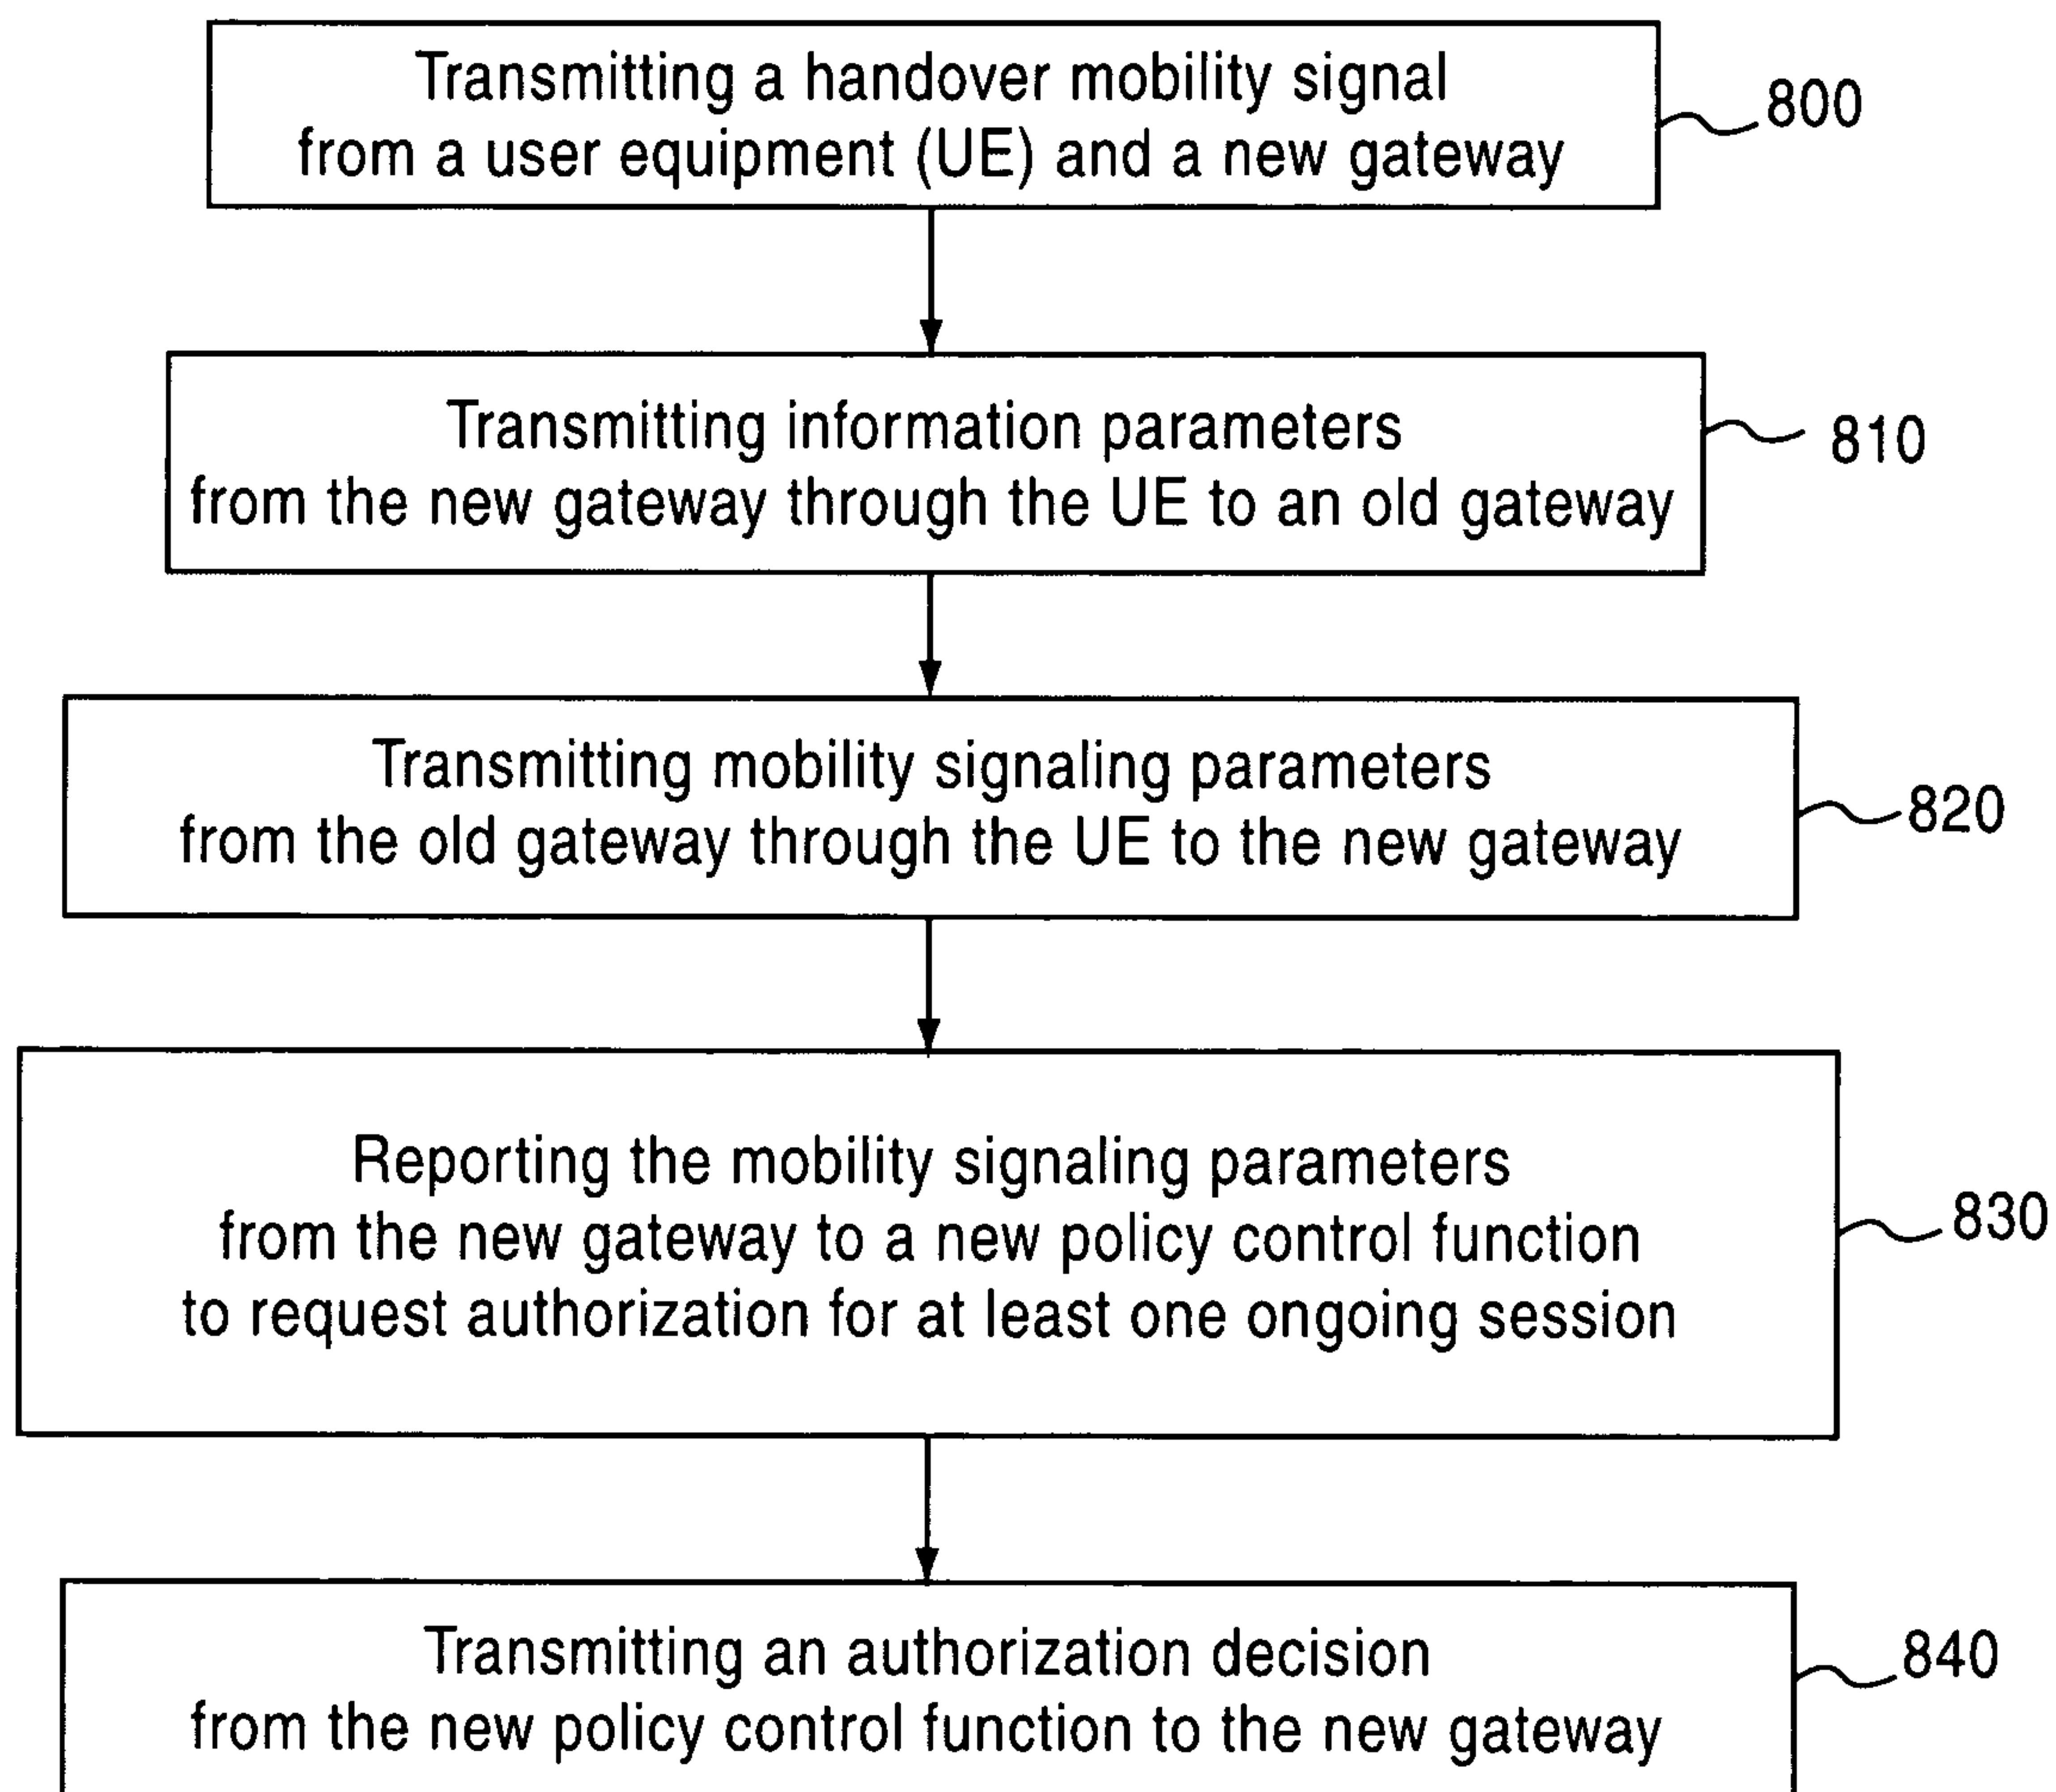 Transmitting a handover mobility signal
from a user equipment (UE) and a new gateway
800
Transmitting information parameters
from the new gateway through the UE to an old gateway
810
Transmitting mobility signaling parameters
from the old gateway through the UE to the new gateway
820
Reporting the mobility signaling parameters
from the new gateway to a new policy control function
to request authorization for at least one ongoing session
830
Transmitting an authorization decision
from the new policy control function to the new gateway
840